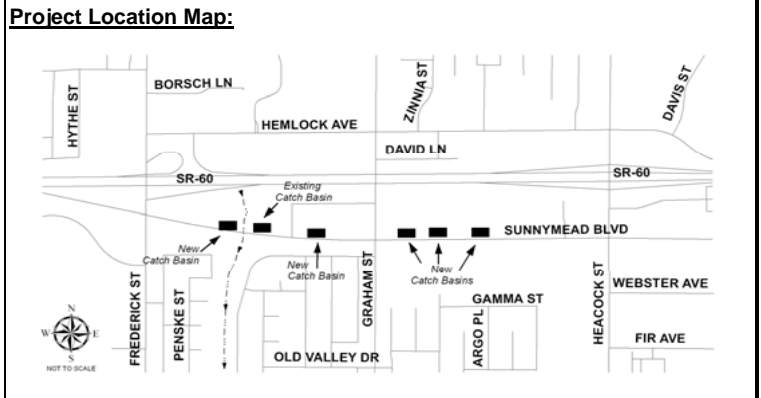 Project Location Map:
HYTHE ST
BORSCH LN
ZINNIA ST
DAVIS ST
HEMLOCK AVE
DAVID LN
SR-60
SR-60
Existing
Catch Basin
SUNNYMEAD BLVD
New
Catch Basin
New
Catch Basin
New
Catch Basins
FREDERICK ST
PENSKE ST
GRAHAM ST
GAMMA ST
ARGO PL
HEACOCK ST
WEBSTER AVE
FIR AVE
OLD VALLEY DR
N
W
E
S
NOT TO SCALE